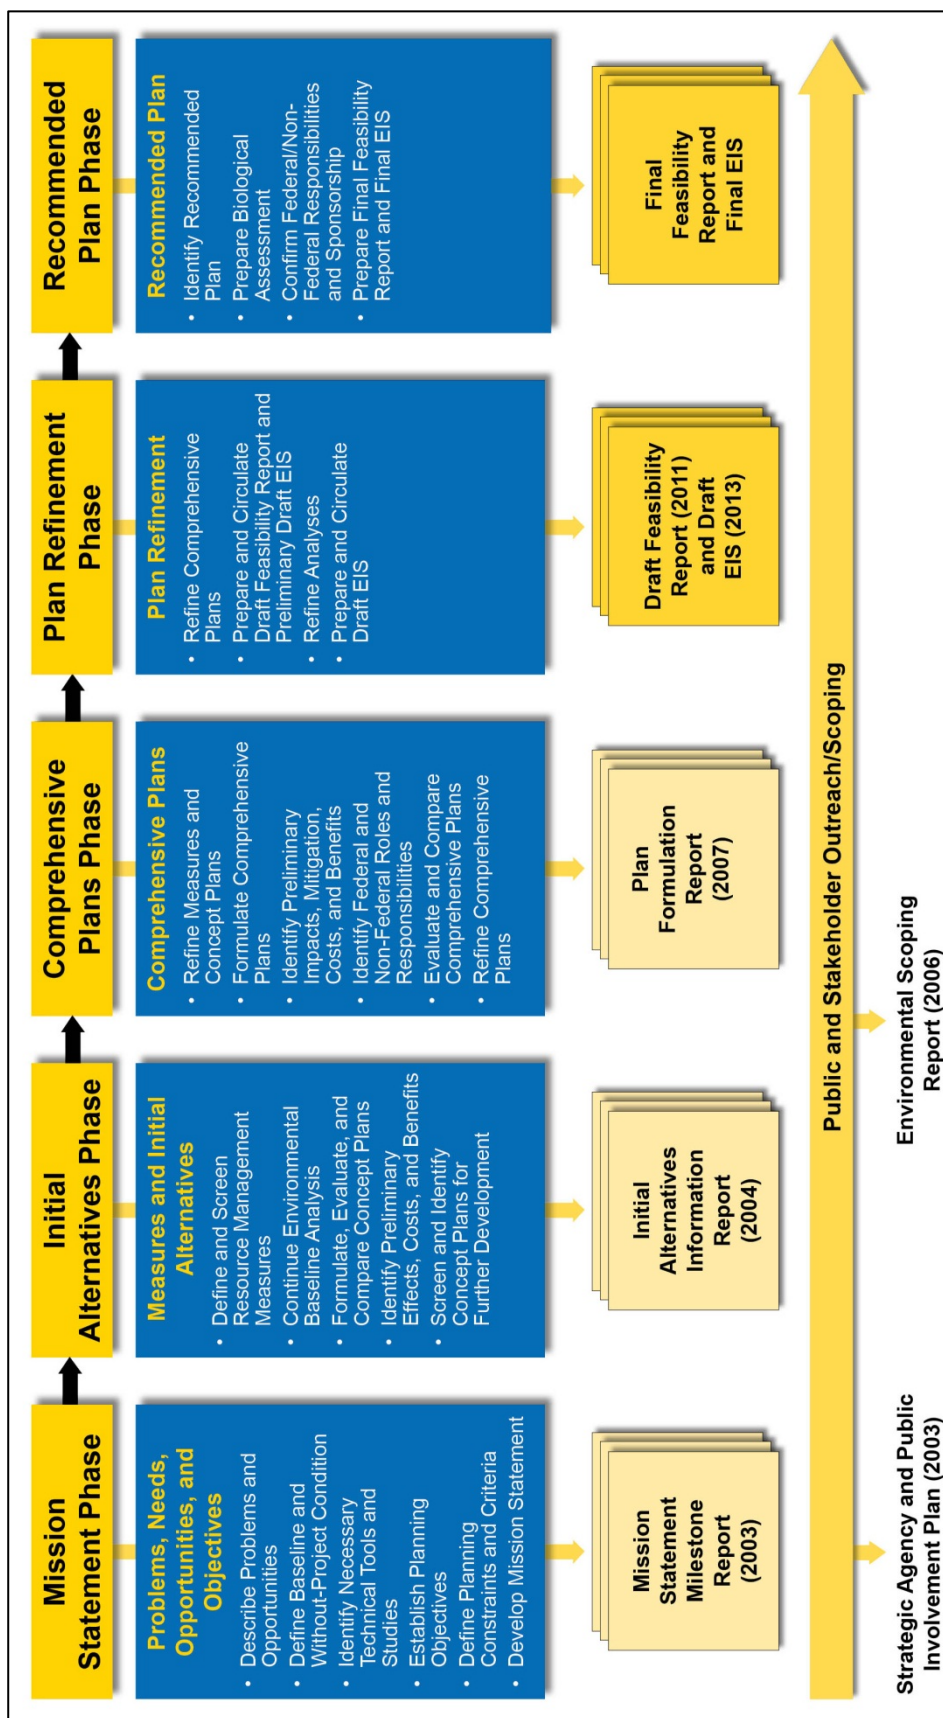 Mission
Statement Phase
Initial
Alternatives Phase
Comprehensive
Plans Phase
Plan Refinement
Phase
Recommended
Plan Phase
Problems, Needs,
Opportunities, and
Objectives
• Describe Problems and
Opportunities
• Define Baseline and
Without-Project Condition
• Identify Necessary
Technical Tools and
Studies
• Establish Planning
Objectives
• Define Planning
Constraints and Criteria
• Develop Mission Statement
Measures and Initial
Alternatives
• Define and Screen
Resource Management
Measures
• Continue Environmental
Baseline Analysis
• Formulate, Evaluate, and
Compare Concept Plans
• Identify Preliminary
Effects, Costs, and Benefits
• Screen and Identify
Concept Plans for
Further Development
Comprehensive Plans
• Refine Measures and
Concept Plans
• Formulate Comprehensive
Plans
• Identify Preliminary
Impacts, Mitigation,
Costs, and Benefits
• Identify Federal and
Non-Federal Roles and
Responsibilities
• Evaluate and Compare
Comprehensive Plans
• Refine Comprehensive
Plans
Plan Refinement
• Refine Comprehensive
Plans
• Prepare and Circulate
Draft Feasibility Report and
Preliminary Draft EIS
• Refine Analyses
• Prepare and Circulate
Draft EIS
Recommended Plan
• Identify Recommended
Plan
• Prepare Biological
Assessment
• Confirm Federal/Non-
Federal Responsibilities
and Sponsorship
• Prepare Final Feasibility
Report and Final EIS
Mission
Statement
Milestone
Report
(2003)
Initial
Alternatives
Information
Report
(2004)
Plan
Formulation
Report
(2007)
Draft Feasibility
Report (2011)
and Draft
EIS (2013)
Final
Feasibility
Report and
Final EIS
Public and Stakeholder Outreach/Scoping
Strategic Agency and Public
Involvement Plan (2003)
Environmental Scoping
Report (2006)